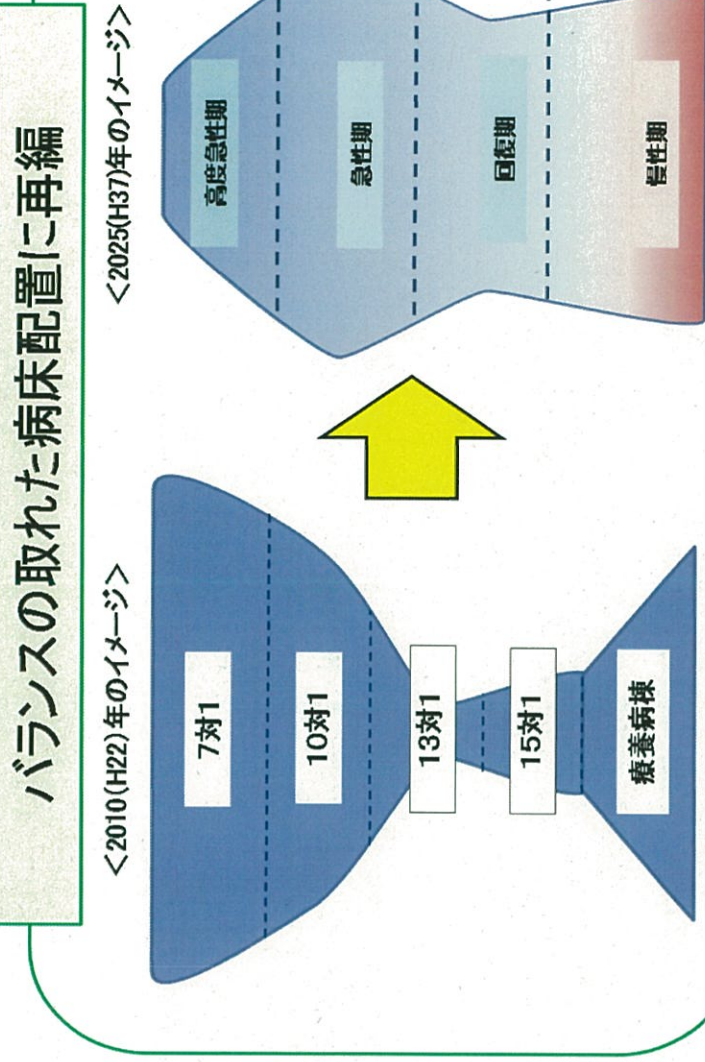 バランスの取れた病床配置に再編
＜2010(H22)年のイメージ＞
7対1
10対1
13対1
15対1
療養病棟
＜2025(H37)年のイメージ＞
高度急性期
急性期
回復期
慢性期